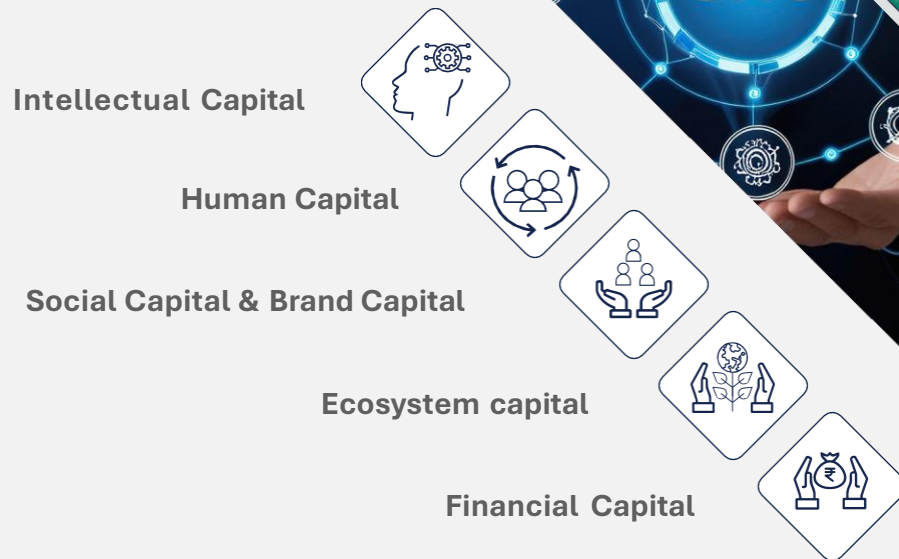 Intellectual Capital
Human Capital
Social Capital & Brand Capital
Ecosystem capital
Financial Capital
₹